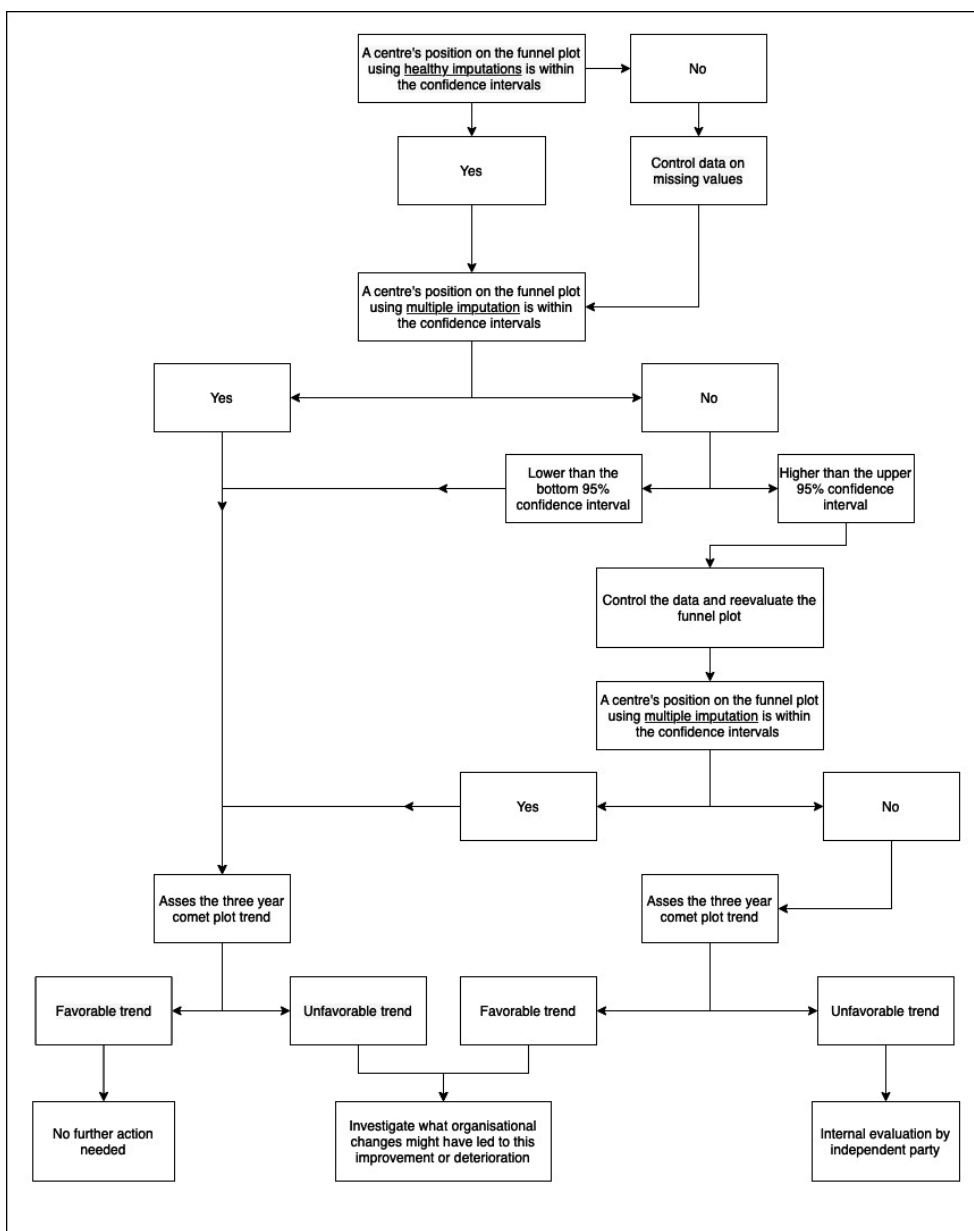 A centre's position on the funnel plot
using healthy imputations is within
the confidence intervals
No
Yes
Control data on
missing values
A centre's position on the funnel plot
using multiple imputation is within
the confidence intervals
Yes
No
Lower than the
bottom 95%
confidence interval
Higher than the upper
95% confidence
interval
Control the data and reevaluate the
funnel plot
A centre's position on the funnel plot
using multiple imputation is within
the confidence intervals
Yes
No
Asses the three year
comet plot trend
Asses the three year
comet plot trend
Favorable trend
Unfavorable trend
Favorable trend
Unfavorable trend
No further action
needed
Investigate what organisational
changes might have led to this
improvement or deterioration
Internal evaluation by
independent party